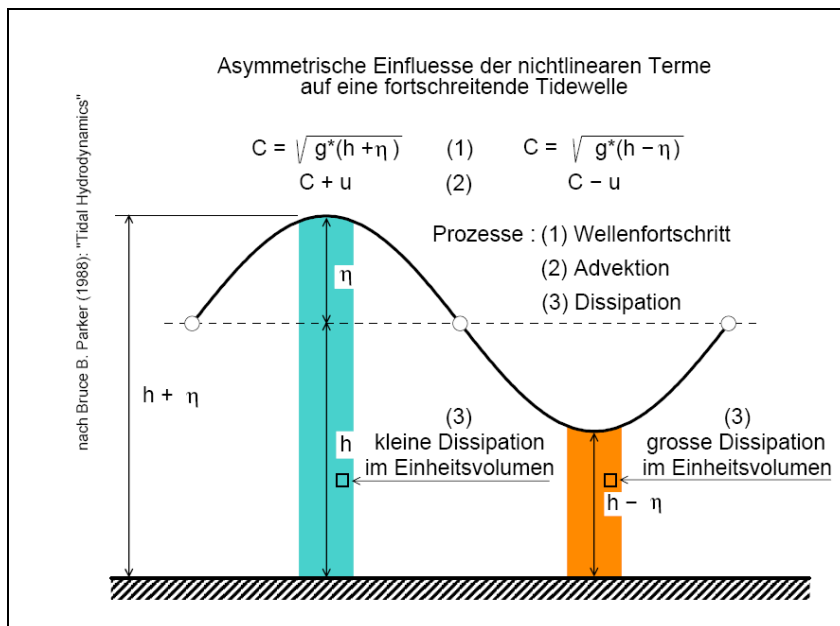 Asymmetrische Einfluesse der nichtlinearen Terme
auf eine fortschreitende Tidewelle
C = √ g*(h + η ) (1) C = √ g*(h − η )
C + u (2) C − u
Prozesse : (1) Wellenfortschritt
(2) Advektion
(3) Dissipation
η
h + η
h
(3)
kleine Dissipation
im Einheitsvolumen
(3)
grosse Dissipation
im Einheitsvolumen
h − η
nach Bruce B. Parker (1988): "Tidal Hydrodynamics"